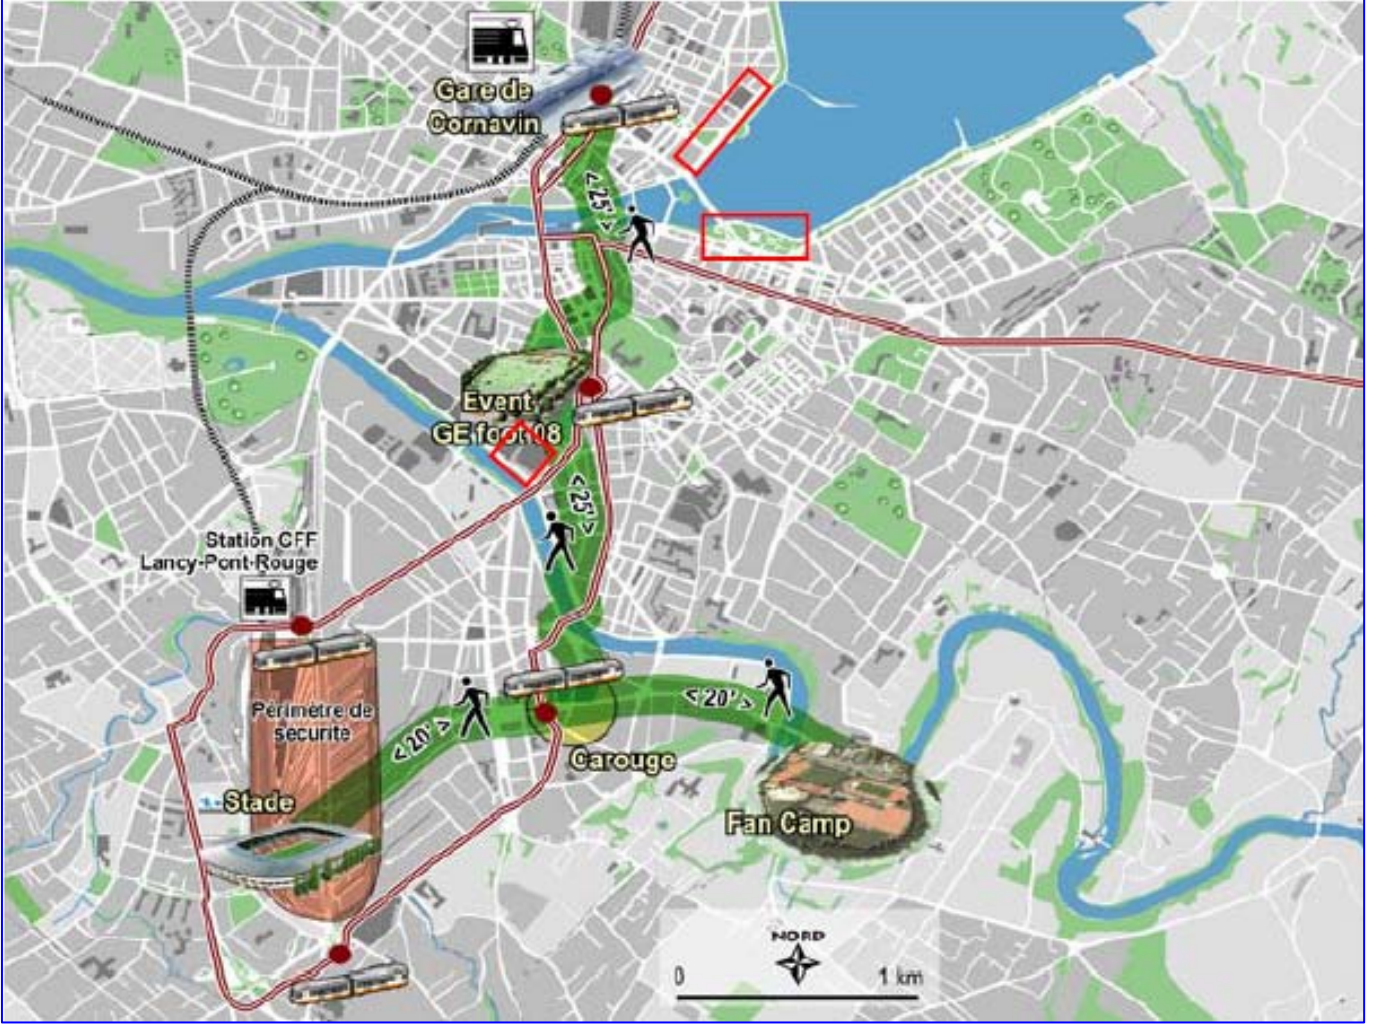 Gare de
Cornavin
< 25' >
Event
GE foot 08
< 25' >
Station CFF
Lancy-Pont-Rouge
Périmètre de
sécurité
< 20' >
< 20' >
Carouge
Stade
Fan Camp
NORD
0 1 km